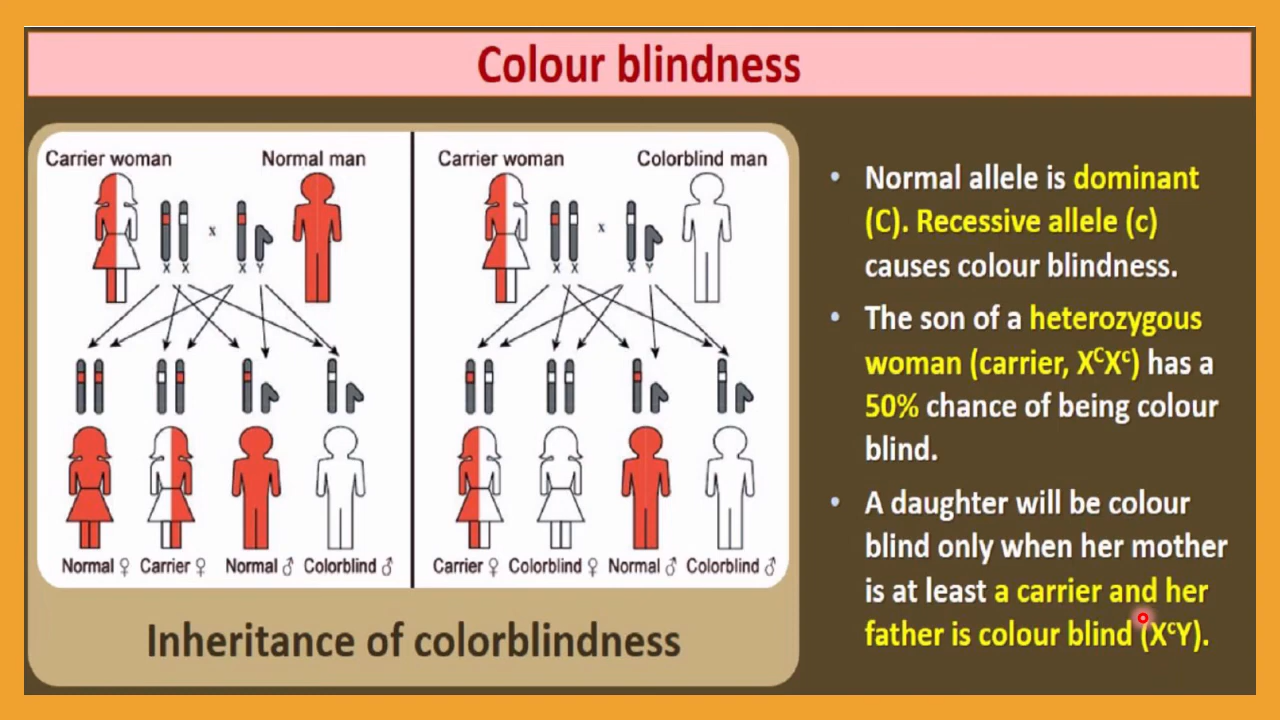 Colour blindness
Carrier woman
Normal man
X X
x
X Y
Normal ♀ Carrier ♀ Normal ♂ Colorblind ♂
Carrier woman
Colorblind man
X X
x
X Y
Carrier ♀ Colorblind ♀ Normal ♂ Colorblind ♂
Inheritance of colorblindness
• Normal allele is dominant
(C). Recessive allele (c)
causes colour blindness.
• The son of a heterozygous
woman (carrier, XᶜXᶜ) has a
50% chance of being colour
blind.
• A daughter will be colour
blind only when her mother
is at least a carrier and her
father is colour blind (XᶜY).